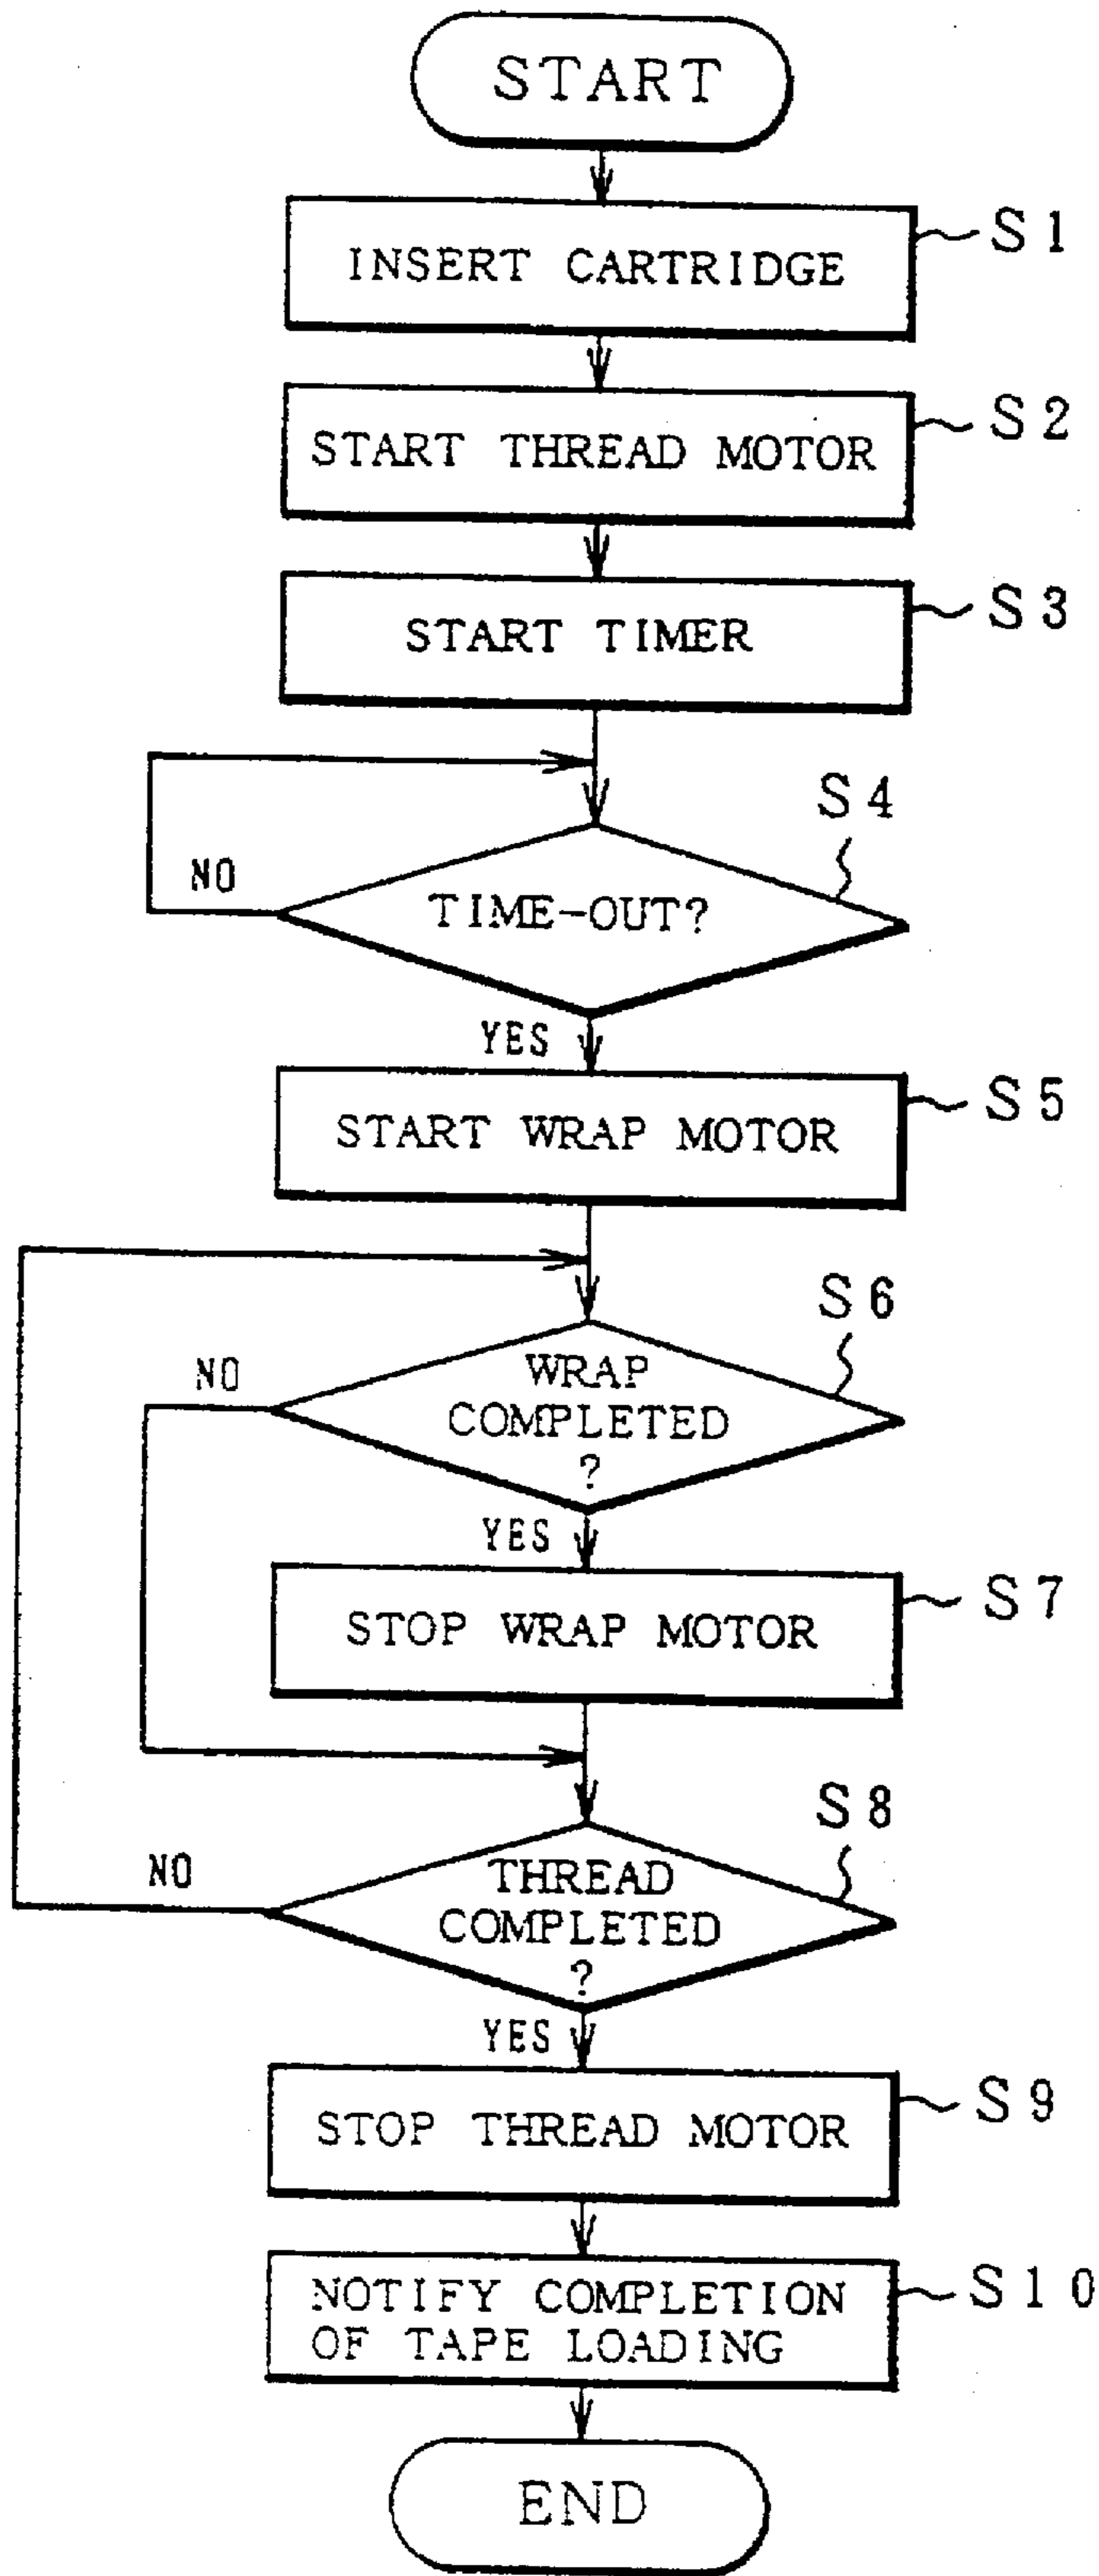 START
INSERT CARTRIDGE
S1
START THREAD MOTOR
S2
START TIMER
S3
S4
NO
TIME-OUT?
YES
START WRAP MOTOR
S5
S6
NO
WRAP
COMPLETED
?
YES
STOP WRAP MOTOR
S7
S8
NO
THREAD
COMPLETED
?
YES
STOP THREAD MOTOR
S9
NOTIFY COMPLETION
OF TAPE LOADING
S10
END